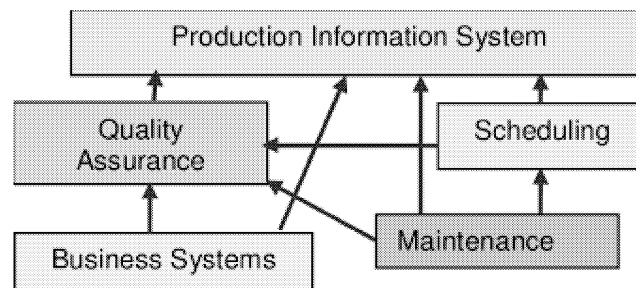 Production Information System
Quality
Assurance
Scheduling
Maintenance
Business Systems